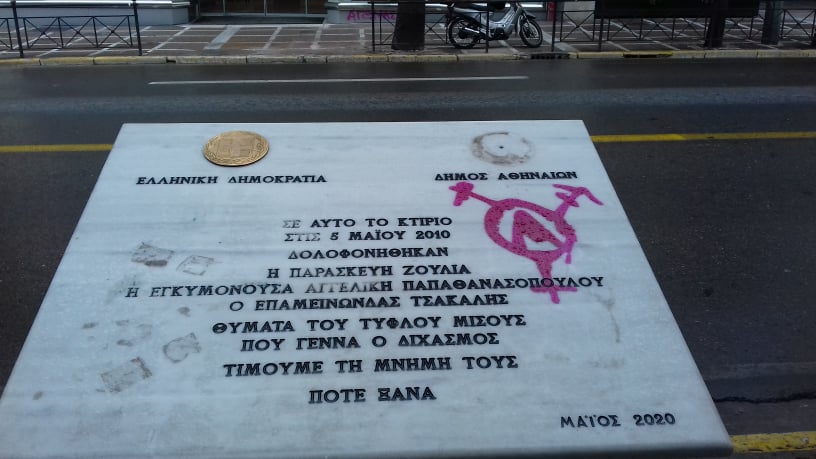 ΕΛΛΗΝΙΚΗ ΔΗΜΟΚΡΑΤΙΑ
ΔΗΜΟΣ ΑΘΗΝΑΙΩΝ
ΣΕ ΑΥΤΟ ΤΟ ΚΤΙΡΙΟ
ΣΤΙΣ 5 ΜΑΪΟΥ 2010
ΔΟΛΟΦΟΝΗΘΗΚΑΝ
Η ΠΑΡΑΣΚΕΥΗ ΖΟΥΛΙΑ
Η ΕΓΚΥΜΟΝΟΥΣΑ ΑΓΓΕΛΙΚΗ ΠΑΠΑΘΑΝΑΣΟΠΟΥΛΟΥ
Ο ΕΠΑΜΕΙΝΩΝΔΑΣ ΤΣΑΚΑΛΗΣ
ΘΥΜΑΤΑ ΤΟΥ ΤΥΦΛΟΥ ΜΙΣΟΥΣ
ΠΟΥ ΓΕΝΝΑ Ο ΔΙΧΑΣΜΟΣ
ΤΙΜΟΥΜΕ ΤΗ ΜΝΗΜΗ ΤΟΥΣ
ΠΟΤΕ ΞΑΝΑ
ΜΑΪΟΣ 2020